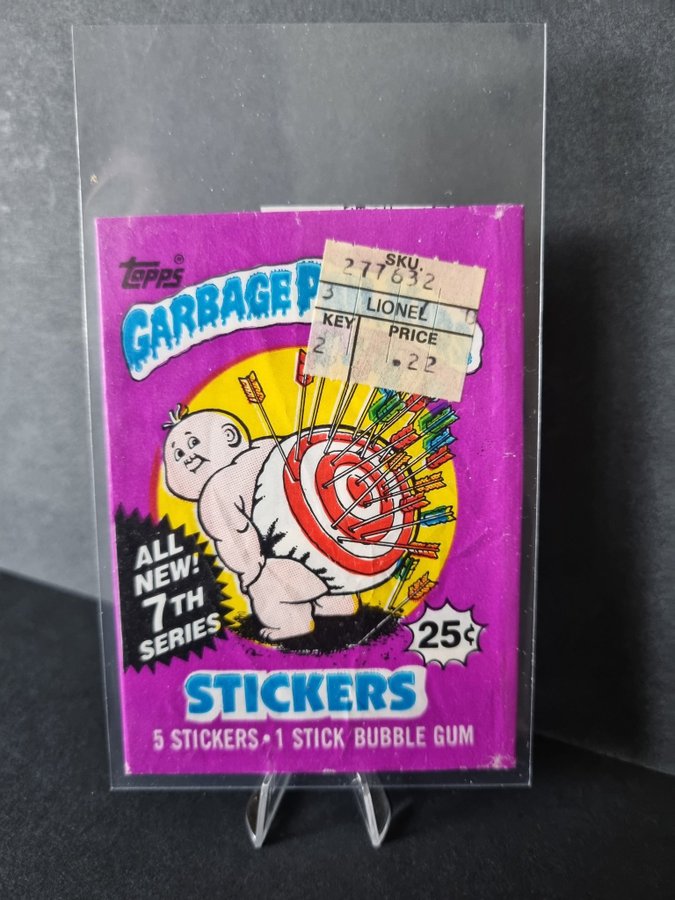 Topps®
GARBAGE P
SKU.
277632
3 LIONEL
KEY PRICE
2 .22
ALL
NEW!
7TH
SERIES
25¢
STICKERS
5 STICKERS • 1 STICK BUBBLE GUM